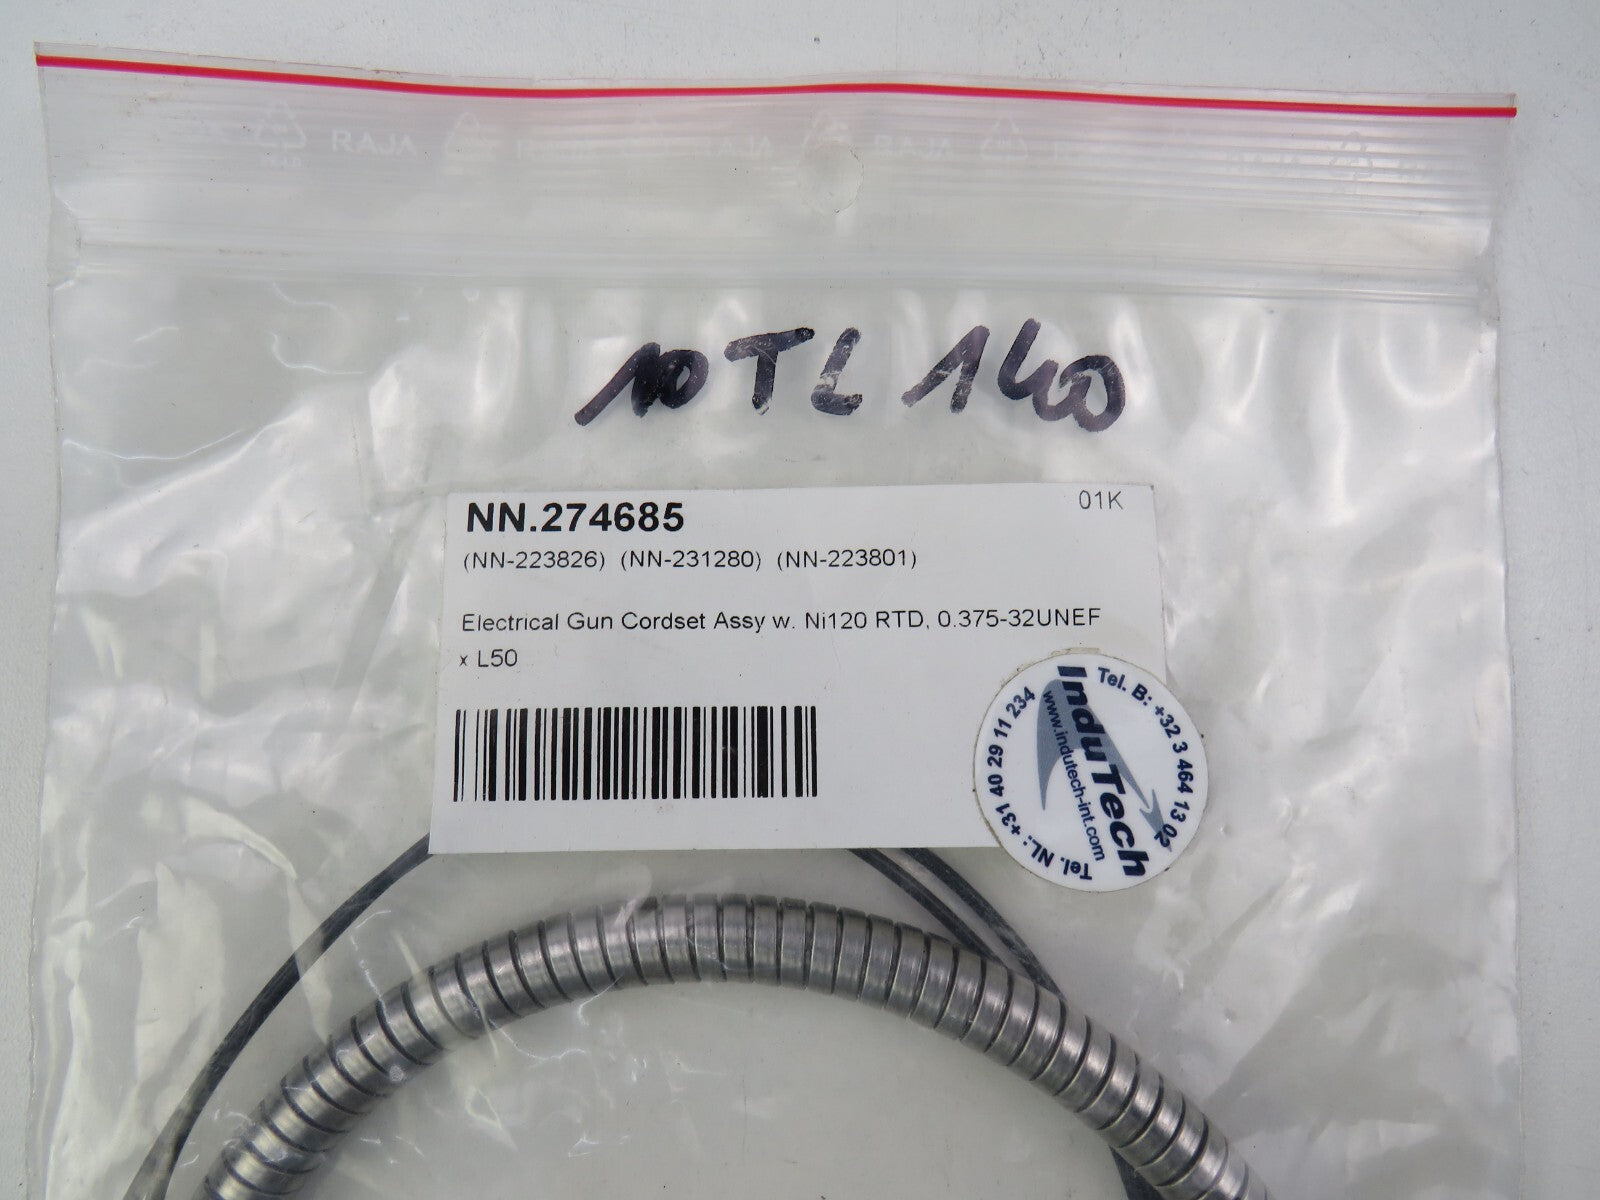 RAJA RAJA RAJA RAJA
10TL140
NN.274685
01K
(NN-223826) (NN-231280) (NN-223801)
Electrical Gun Cordset Assy w. Ni120 RTD, 0.375-32UNEF
x L50
InduTech
www.indutech-int.com
Tel. B: +32 3 464 13 02
Tel. NL.: +31 40 29 11 234